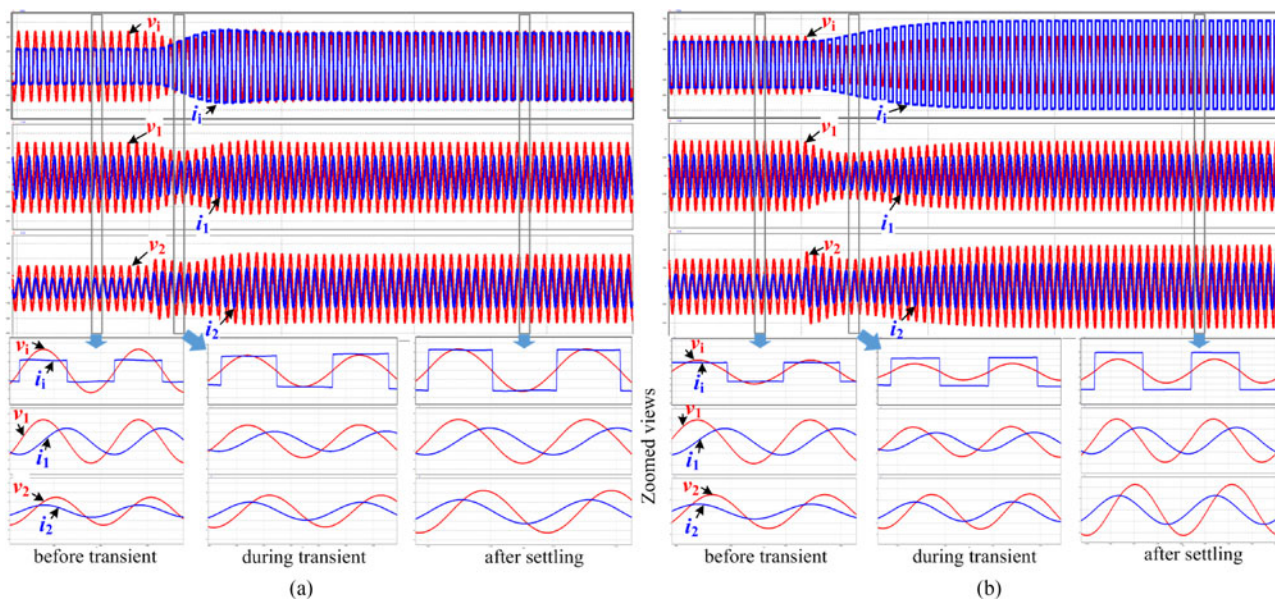 vi
ii
v1
i1
v2
i2
vi
ii
v1
i1
v2
i2
before transient
during transient
after settling
(a)
Zoomed views
vi
ii
v1
i1
v2
i2
vi
ii
v1
i1
v2
i2
before transient
during transient
after settling
(b)